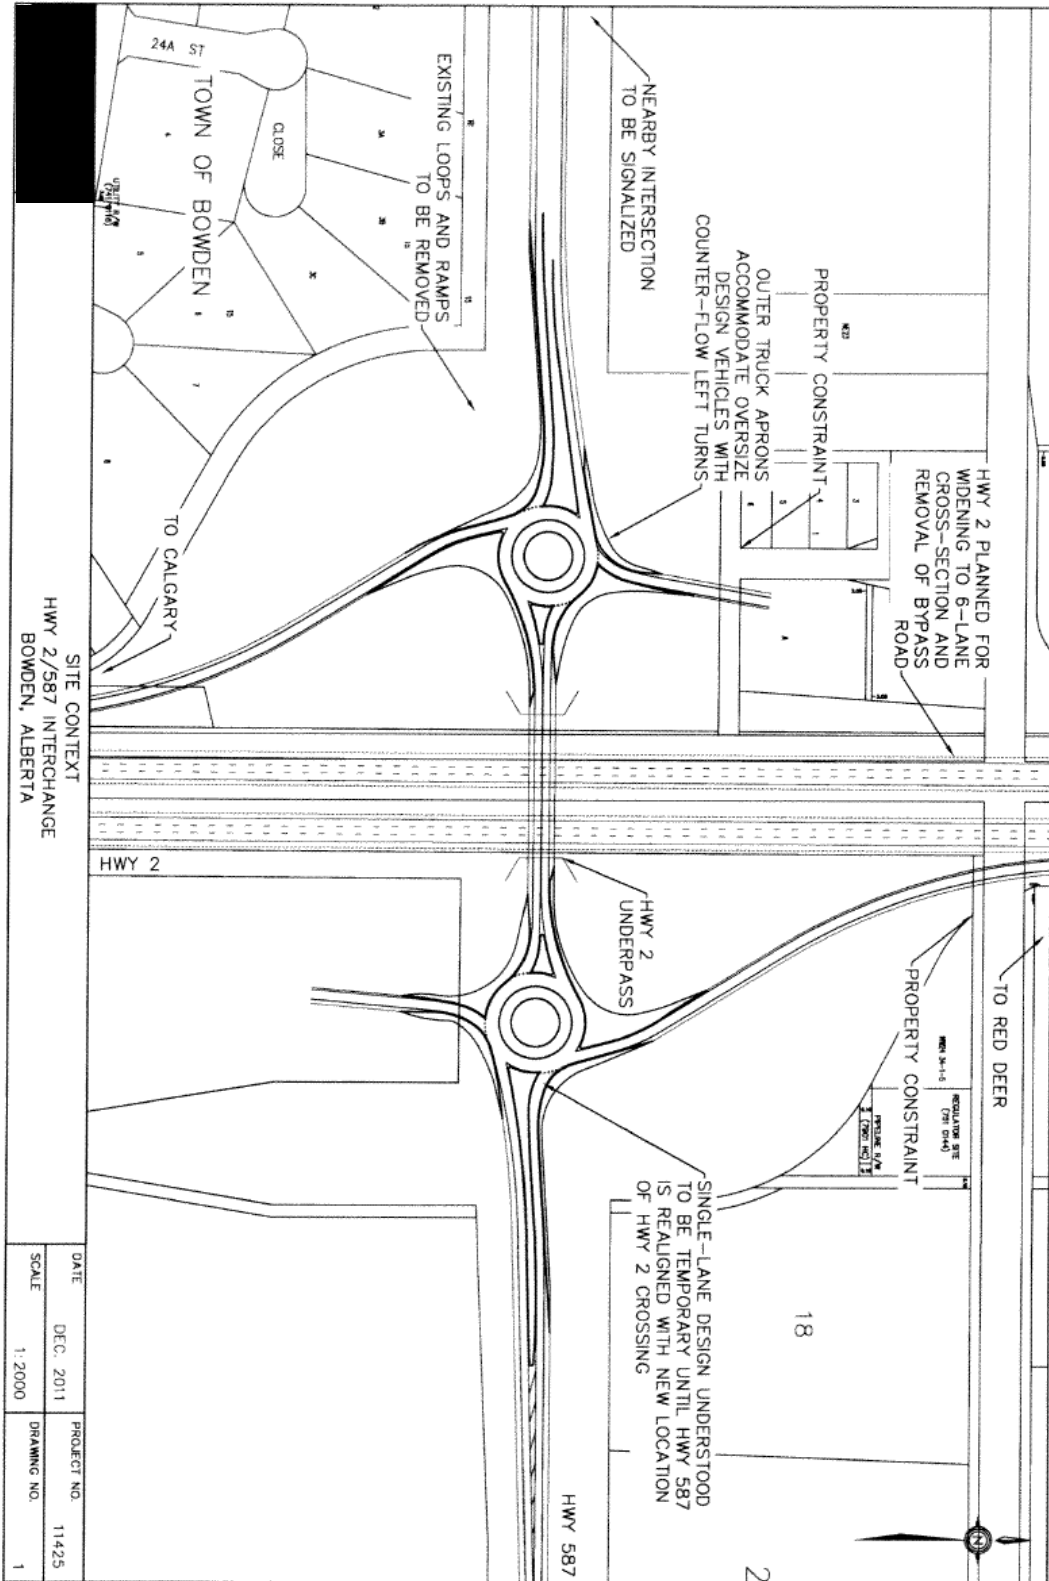 24A ST
CLOSE
TOWN OF BOWDEN
EXISTING LOOPS AND RAMPS
TO BE REMOVED
NEARBY INTERSECTION
TO BE SIGNALIZED
PROPERTY CONSTRAINT
OUTER TRUCK APRONS
ACCOMMODATE OVERSIZE
DESIGN VEHICLES WITH
COUNTER-FLOW LEFT TURNS
HWY 2 PLANNED FOR
WIDENING TO 6-LANE
CROSS-SECTION AND
REMOVAL OF BYPASS
ROAD
TO CALGARY
HWY 2
HWY 2
UNDERPASS
TO RED DEER
PROPERTY CONSTRAINT
REGULATOR SITE
PIPELINE R/W
SINGLE-LANE DESIGN UNDERSTOOD
TO BE TEMPORARY UNTIL HWY 587
IS REALIGNED WITH NEW LOCATION
OF HWY 2 CROSSING
18
2
HWY 587
N
SITE CONTEXT
HWY 2/587 INTERCHANGE
BOWDEN, ALBERTA
DATE
DEC. 2011
PROJECT NO.
11425
SCALE
1:2000
DRAWING NO.
1